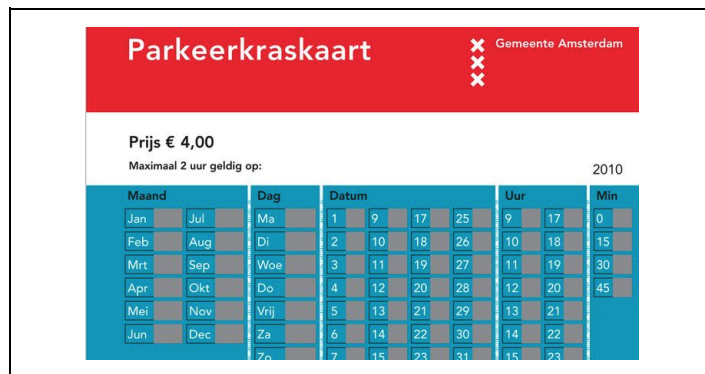 Parkeerkraskaart
Gemeente Amsterdam
Prijs € 4,00
Maximaal 2 uur geldig op:
2010
Maand Dag Datum Uur Min
Jan Jul Ma 1 9 17 25 9 17 0
Feb Aug Di 2 10 18 26 10 18 15
Mrt Sep Woe 3 11 19 27 11 19 30
Apr Okt Do 4 12 20 28 12 20 45
Mei Nov Vrij 5 13 21 29 13 21
Jun Dec Za 6 14 22 30 14 22
Zo 7 15 23 31 15 23